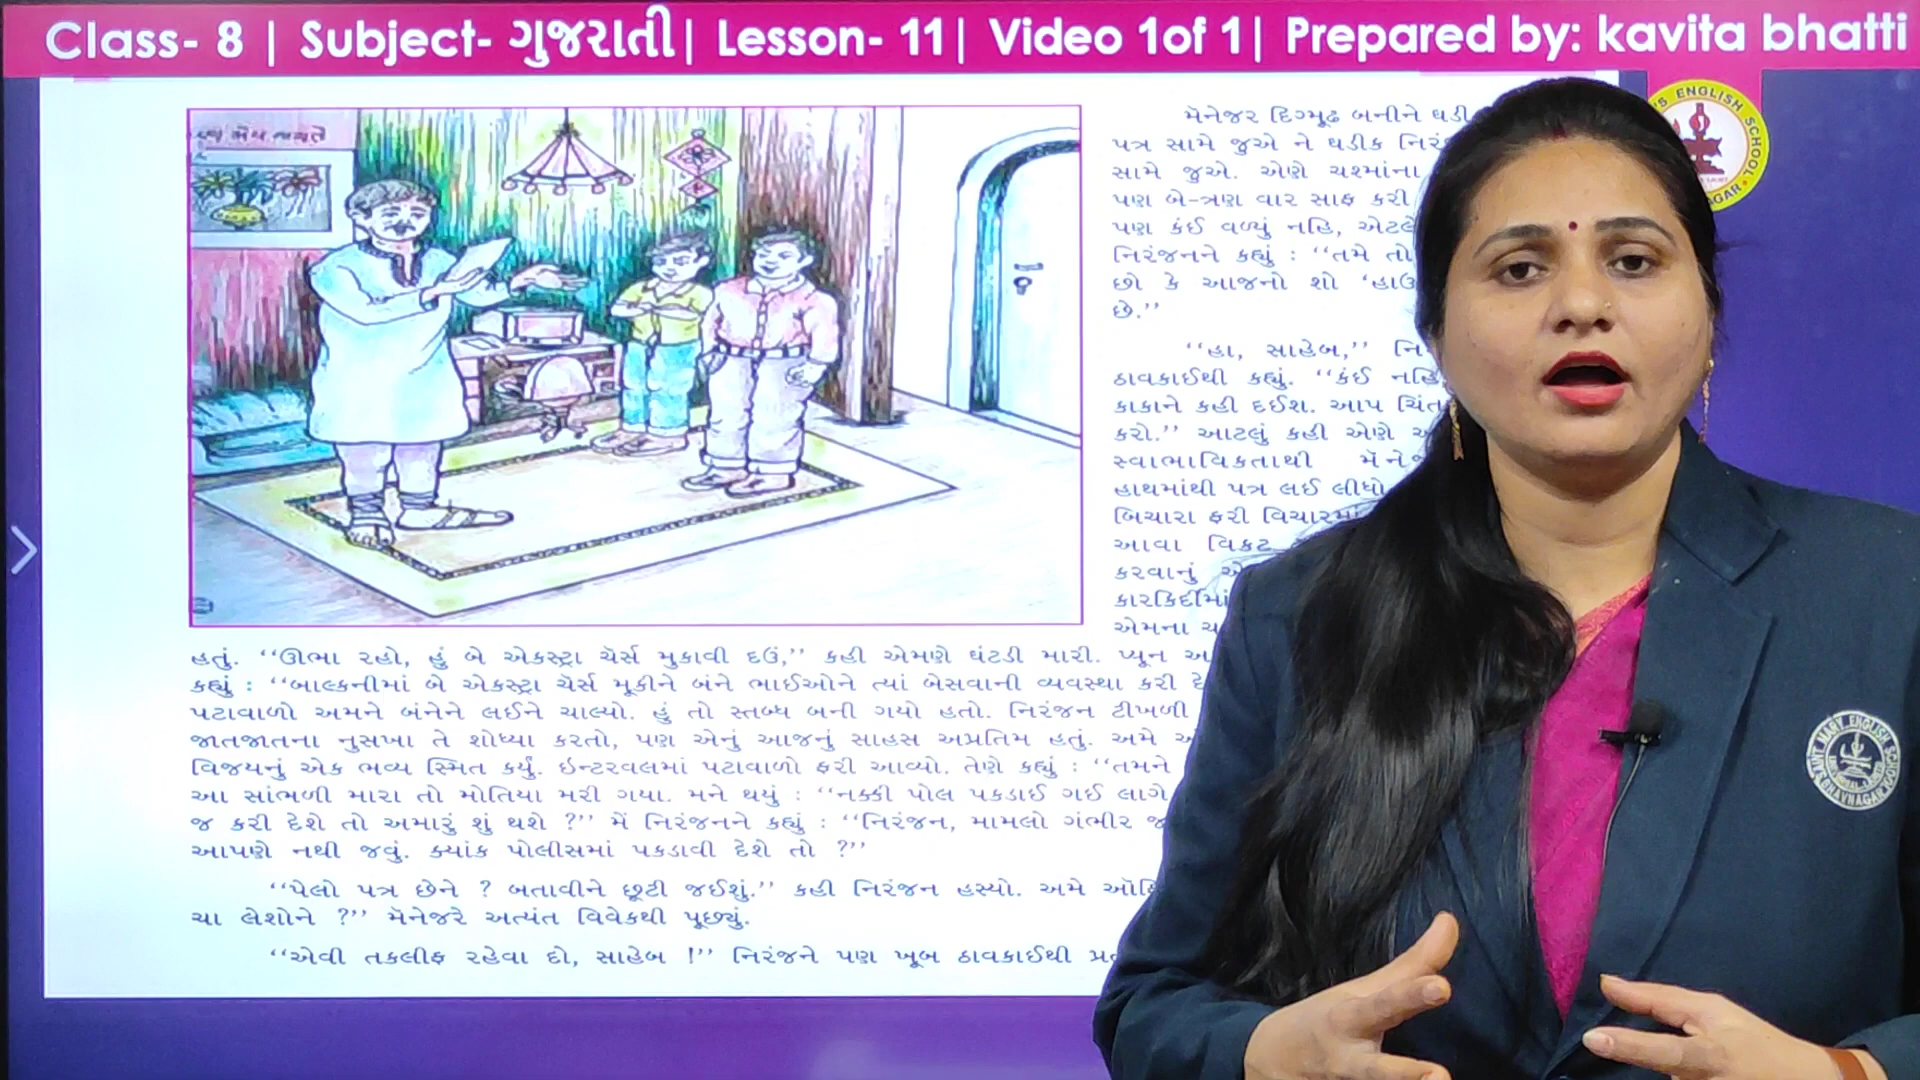 Class- 8 | Subject- ગુજરાતી| Lesson- 11| Video 1of 1| Prepared by: kavita bhatti
મૅનેજર દિગ્મૂઢ બનીને ઘડી
પત્ર સામે જુએ ને ઘડીક
સામે જુએ. એણે ચશ્માંના
પણ બે-ત્રણ વાર સાફ કરી
પણ કંઈ વળ્યું નહિ,
નિરંજનને કહ્યું : ‘‘તમે તો
છો કે આજનો શો
છે.’’
‘‘હા, સાહેબ,’’
ઠાવકાઈથી કહ્યું. ‘‘કંઈ નહિ
કાકાને કહી દઈશ. આપ
કરો.’’ આટલું કહી એણે
સ્વાભાવિકતાથી
હાથમાંથી પત્ર લઈ લીધો
બિચારા ફરી
આવા વિકટ
કરવાનું
કારકિર્દીમાં
એમના
હતું. ‘‘ઊભા રહો, હું બે એક્સ્ટ્રા ચૅર્સ મુકાવી દઉં,’’ કહી એમણે ઘંટડી મારી. પ્યૂન
કહ્યું : ‘‘બાલ્કનીમાં બે એક્સ્ટ્રા ચૅર્સ મૂકીને બંને ભાઈઓને ત્યાં બેસવાની વ્યવસ્થા કરી
પટાવાળો અમને બંનેને લઈને ચાલ્યો. હું તો સ્તબ્ધ બની ગયો હતો. નિરંજન ટીખળી
જાતજાતના નુસખા તે શોધ્યા કરતો, પણ એનું આજનું સાહસ અપ્રતિમ હતું. અમે
વિજયનું એક ભવ્ય સ્મિત કર્યું. ઇન્ટરવલમાં પટાવાળો ફરી આવ્યો. તેણે કહ્યું : ‘‘તમને
આ સાંભળી મારા તો મોતિયા મરી ગયા. મને થયું : ‘‘નક્કી પોલ પકડાઈ ગઈ લાગે
જ કરી દેશે તો અમારું શું થશે ?’’ મેં નિરંજનને કહ્યું : ‘‘નિરંજન, મામલો ગંભીર
આપણે નથી જવું. ક્યાંક પોલીસમાં પકડાવી દેશે તો ?’’
‘‘પેલો પત્ર છેને ? બતાવીને છૂટી જઈશું.’’ કહી નિરંજન હસ્યો. અમે
ચા લેશોને ?’’ મૅનેજરે અત્યંત વિવેકથી પૂછ્યું.
‘‘એવી તકલીફ રહેવા દો, સાહેબ !’’ નિરંજને પણ ખૂબ ઠાવકાઈથી